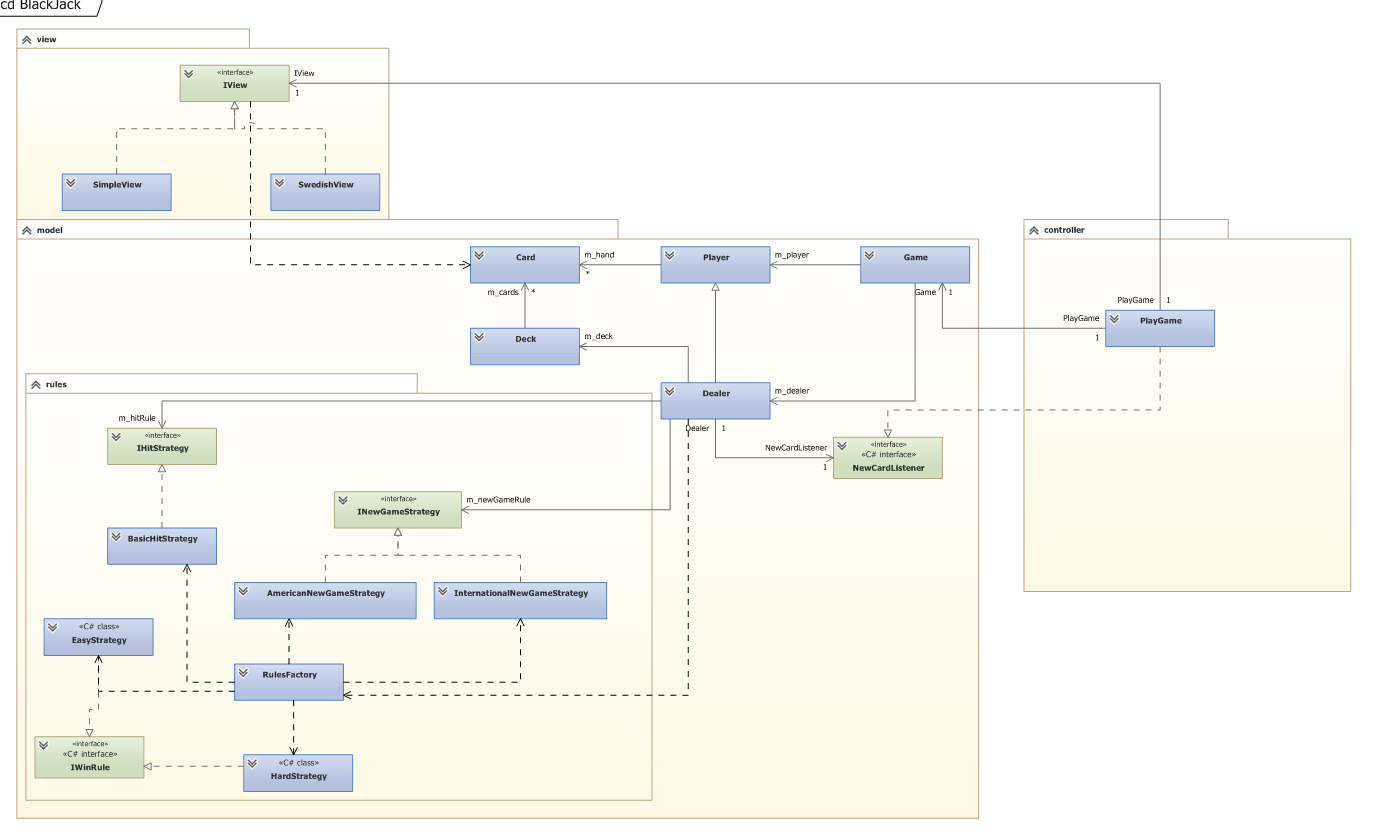 cd BlackJack
view
«interface»
IView
IView
1
SimpleView
SwedishView
model
controller
Card
m_hand
*
Player
m_player
Game
m_cards
*
Game
1
PlayGame
1
PlayGame
1
PlayGame
Deck
m_deck
rules
Dealer
m_dealer
m_hitRule
Dealer
1
«interface»
IHitStrategy
NewCardListener
1
«interface»
«C# interface»
NewCardListener
«interface»
INewGameStrategy
m_newGameRule
BasicHitStrategy
AmericanNewGameStrategy
InternationalNewGameStrategy
«C# class»
EasyStrategy
RulesFactory
«interface»
«C# interface»
IWinRule
«C# class»
HardStrategy